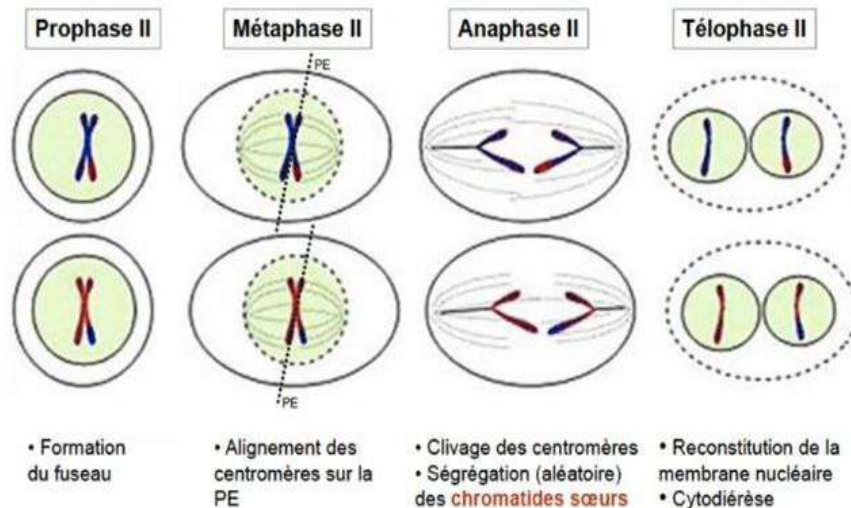 Prophase II
Métaphase II
Anaphase II
Télophase II
PE
PE
• Formation
du fuseau
• Alignement des
centromères sur la
PE
• Clivage des centromères
• Ségrégation (aléatoire)
des chromatides sœurs
• Reconstitution de la
membrane nucléaire
• Cytodiérèse